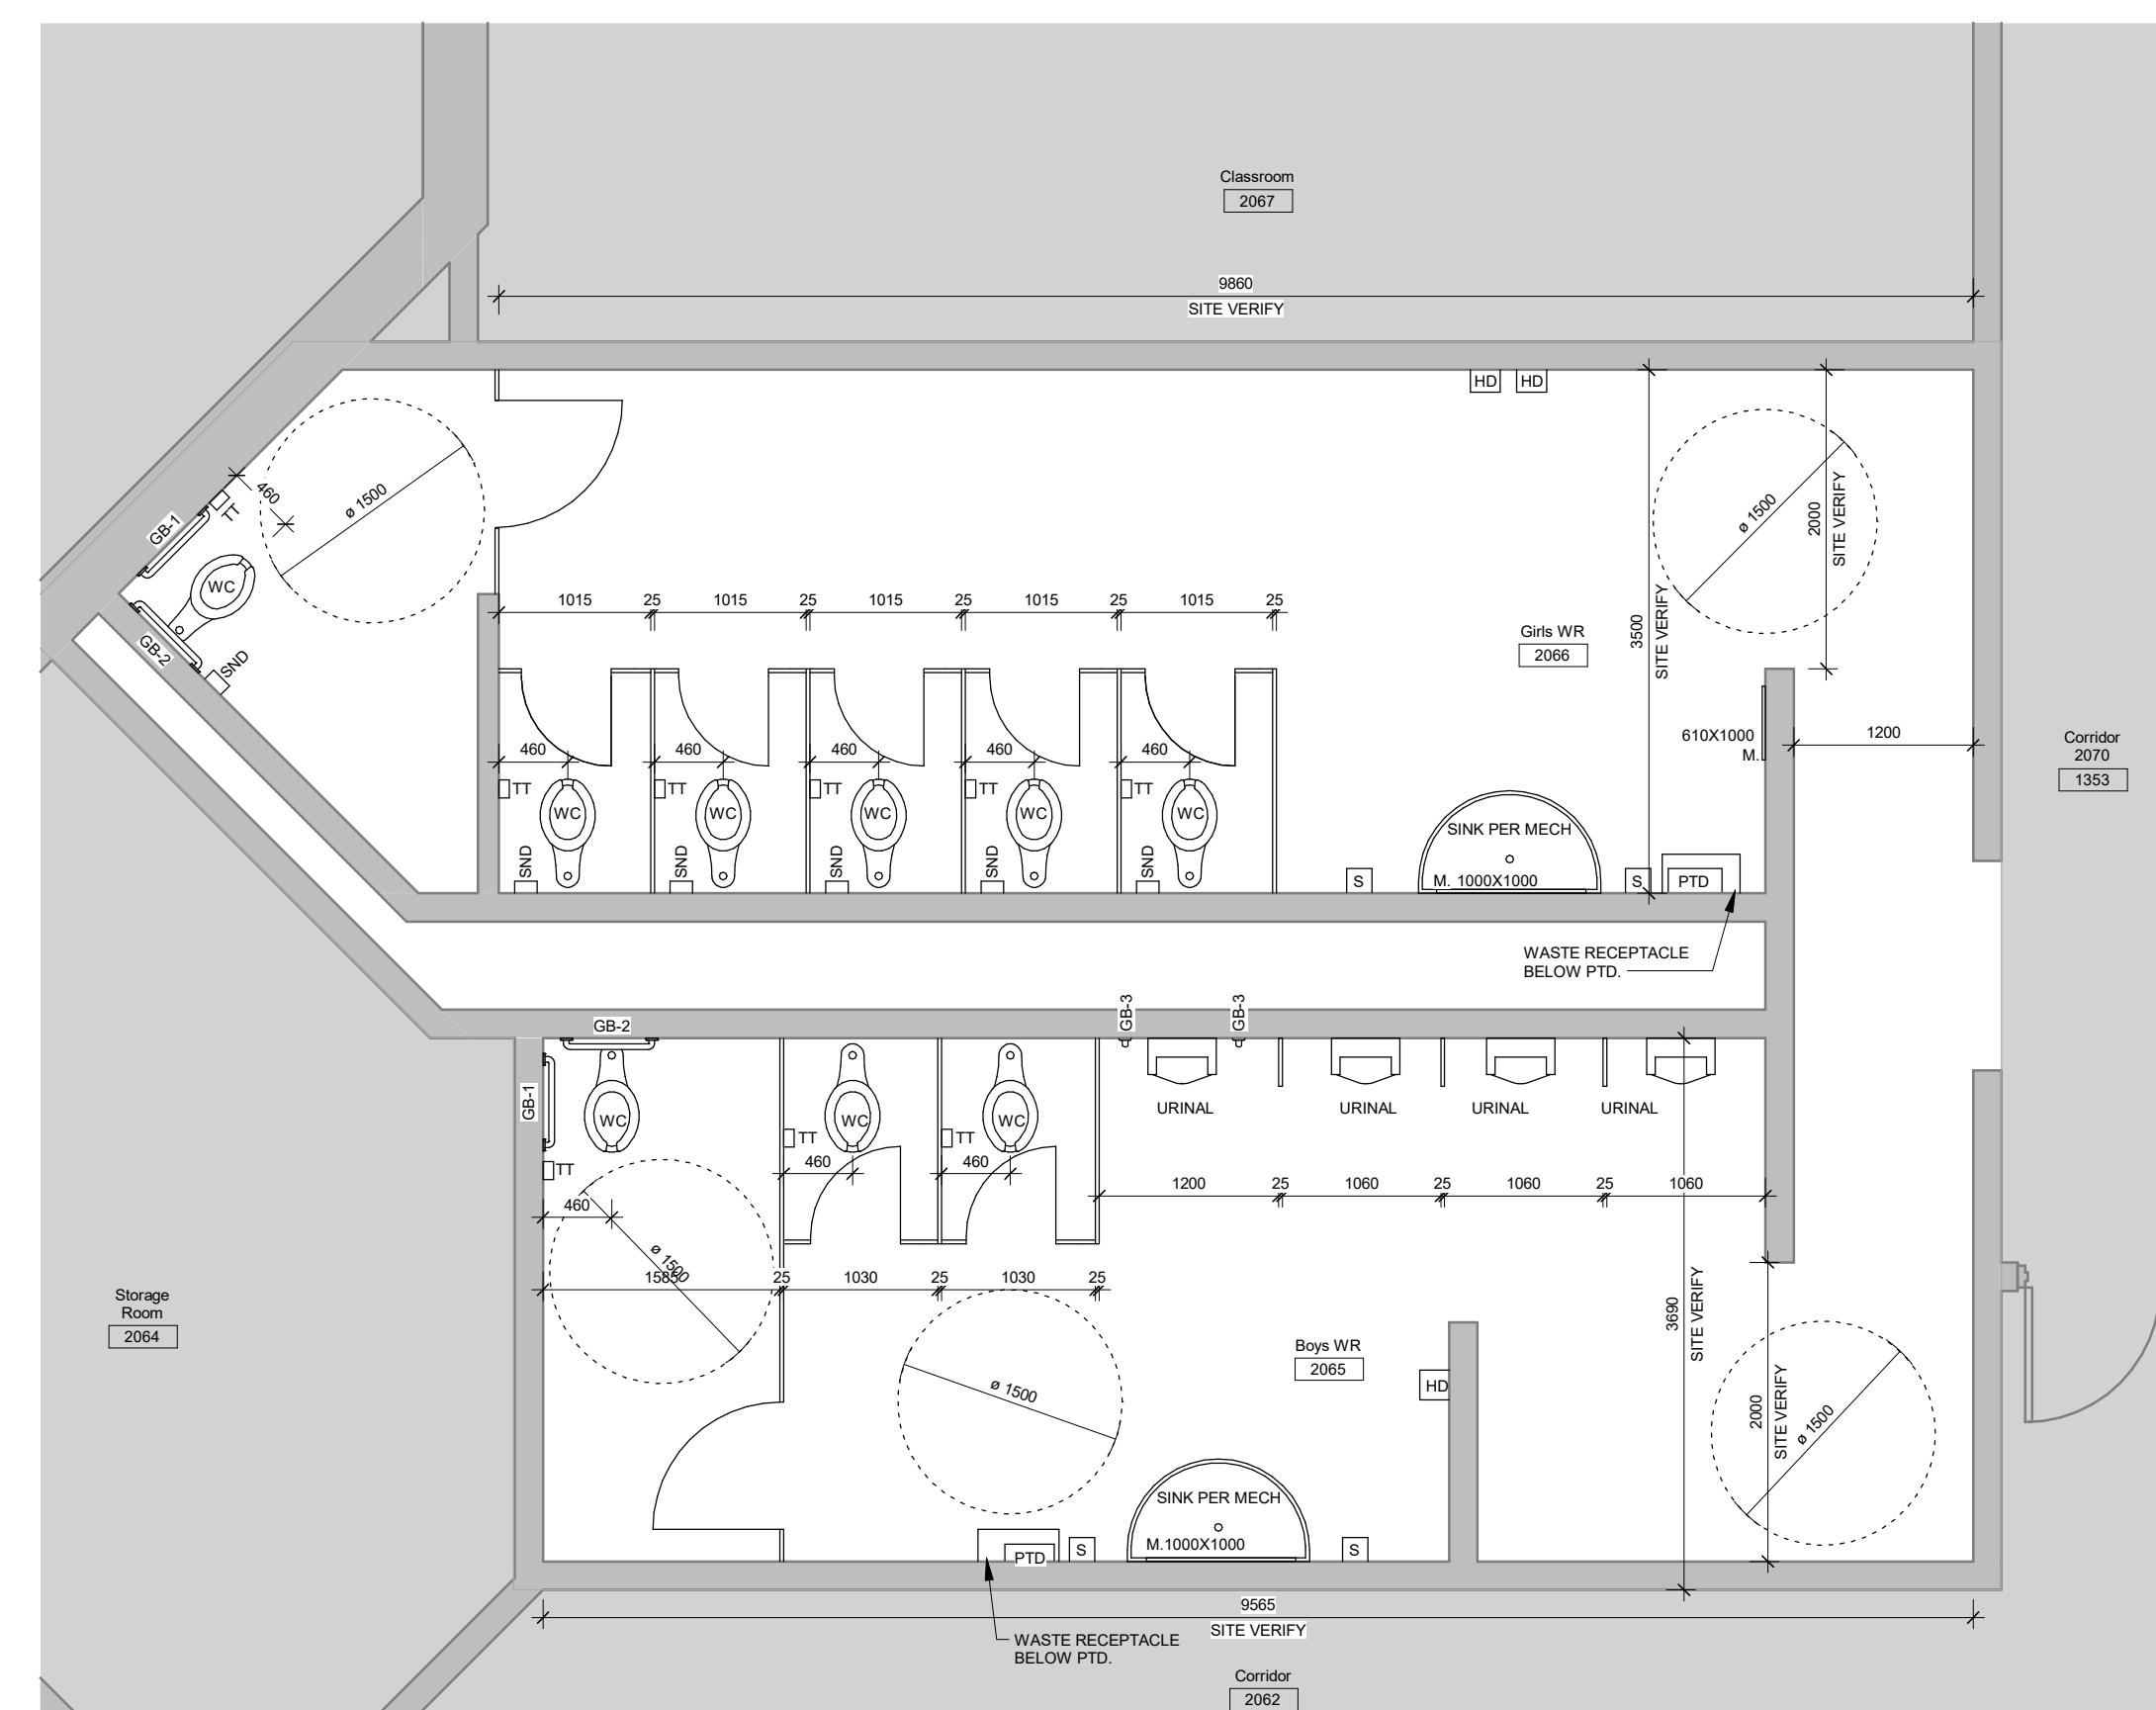 Classroom
2067
9860
SITE VERIFY
HD
HD
460
TT
ø 1500
GB-1
WC
GB-2
SND
ø 1500
2000
SITE VERIFY
3500
SITE VERIFY
1015
25
1015
25
1015
25
1015
25
1015
25
Girls WR
2066
610X1000
M.
1200
Corridor
2070
1353
460
460
460
460
460
TT
TT
TT
TT
TT
WC
WC
WC
WC
WC
SND
SND
SND
SND
SND
SINK PER MECH
M. 1000X1000
S
S
PTD
WASTE RECEPTACLE
BELOW PTD.
GB-2
GB-3
GB-3
GB-1
WC
WC
WC
TT
TT
TT
URINAL
URINAL
URINAL
URINAL
460
460
460
1200
25
1060
25
1060
25
1060
ø 1500
1585
25
1030
25
1030
25
Storage
Room
2064
3690
SITE VERIFY
Boys WR
2065
HD
ø 1500
2000
SITE VERIFY
ø 1500
SINK PER MECH
M.1000X1000
PTD
S
S
9565
SITE VERIFY
WASTE RECEPTACLE
BELOW PTD.
Corridor
2062